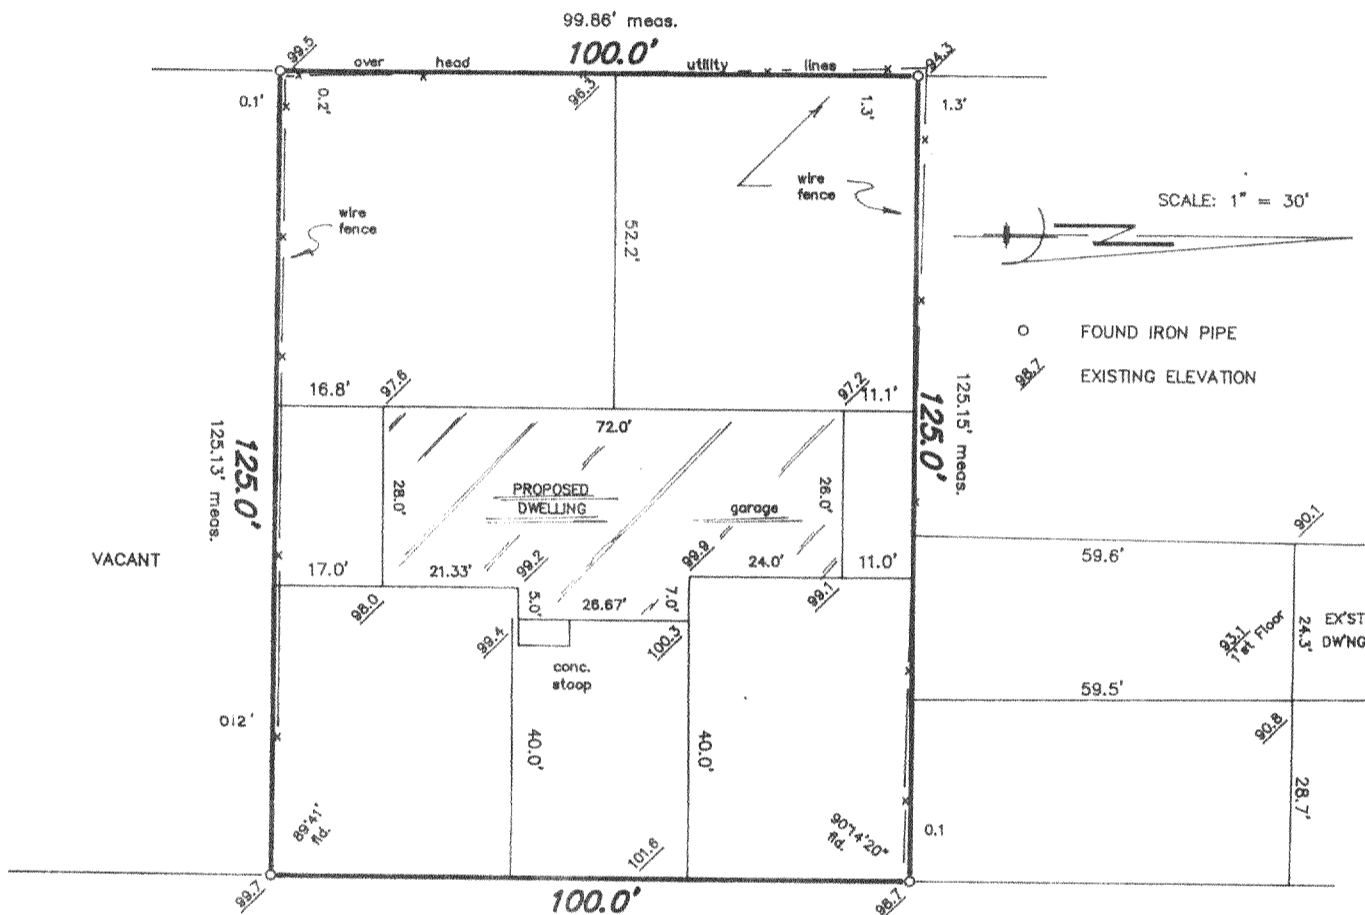 99.86' meas.
100.0'
99.5
over head utility lines
94.3
96.3
0.1'
0.2'
1.3'
1.3'
wire
fence
wire
fence
SCALE: 1" = 30'
52.2'
FOUND IRON PIPE
98.7 EXISTING ELEVATION
16.8'
97.6
97.2
11.1'
72.0'
125.0'
125.13' meas.
125.15' meas.
125.0'
28.0'
PROPOSED
DWELLING
garage
26.0'
VACANT
17.0'
21.33'
99.2
99.9
24.0'
11.0'
98.0
99.1
5.0'
26.67'
7.0'
99.4
100.3
conc.
stoop
90.1
59.6'
93.1
1'st Floor
24.3'
EX'ST
DW'NG
59.5'
90.8
28.7'
40.0'
40.0'
89°41'
fld.
90°14'20"
fld.
0.1
101.6
99.7
100.0'
98.7